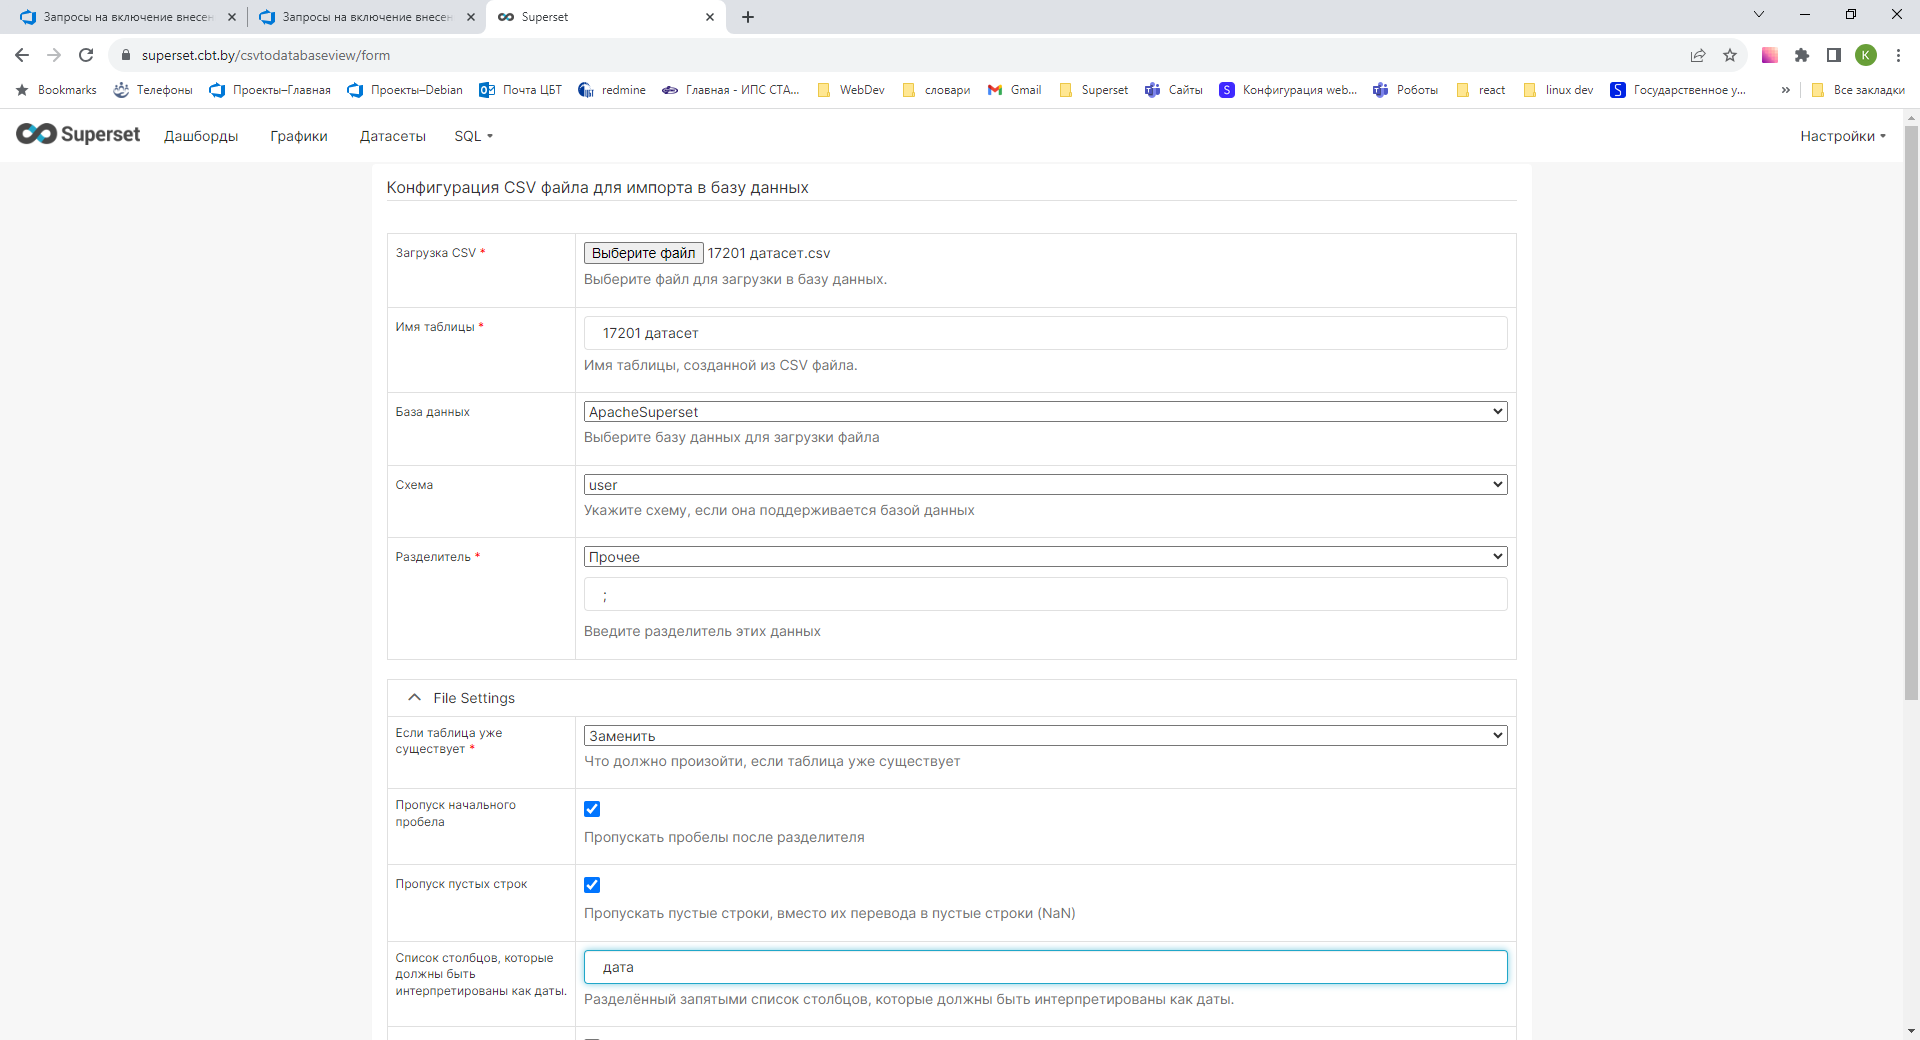 Запросы на включение внесен
Запросы на включение внесен
Superset
superset.cbt.by/csvtodatabaseview/form
K
Bookmarks
Телефоны
Проекты–Главная
Проекты–Debian
Почта ЦБТ
redmine
Главная - ИПС СТА...
WebDev
словари
Gmail
Superset
Сайты
Конфигурация web...
Роботы
react
linux dev
Государственное у...
»
Все закладки
Superset
Дашборды
Графики
Датасеты
SQL
Настройки
Конфигурация CSV файла для импорта в базу данных
Загрузка CSV *
Выберите файл 17201 датасет.csv
Выберите файл для загрузки в базу данных.
Имя таблицы *
17201 датасет
Имя таблицы, созданной из CSV файла.
База данных
ApacheSuperset
Выберите базу данных для загрузки файла
Схема
user
Укажите схему, если она поддерживается базой данных
Разделитель *
Прочее
;
Введите разделитель этих данных
File Settings
Если таблица уже
существует *
Заменить
Что должно произойти, если таблица уже существует
Пропуск начального
пробела
Пропускать пробелы после разделителя
Пропуск пустых строк
Пропускать пустые строки, вместо их перевода в пустые строки (NaN)
Список столбцов, которые
должны быть
интерпретированы как даты.
дата
Разделённый запятыми список столбцов, которые должны быть интерпретированы как даты.